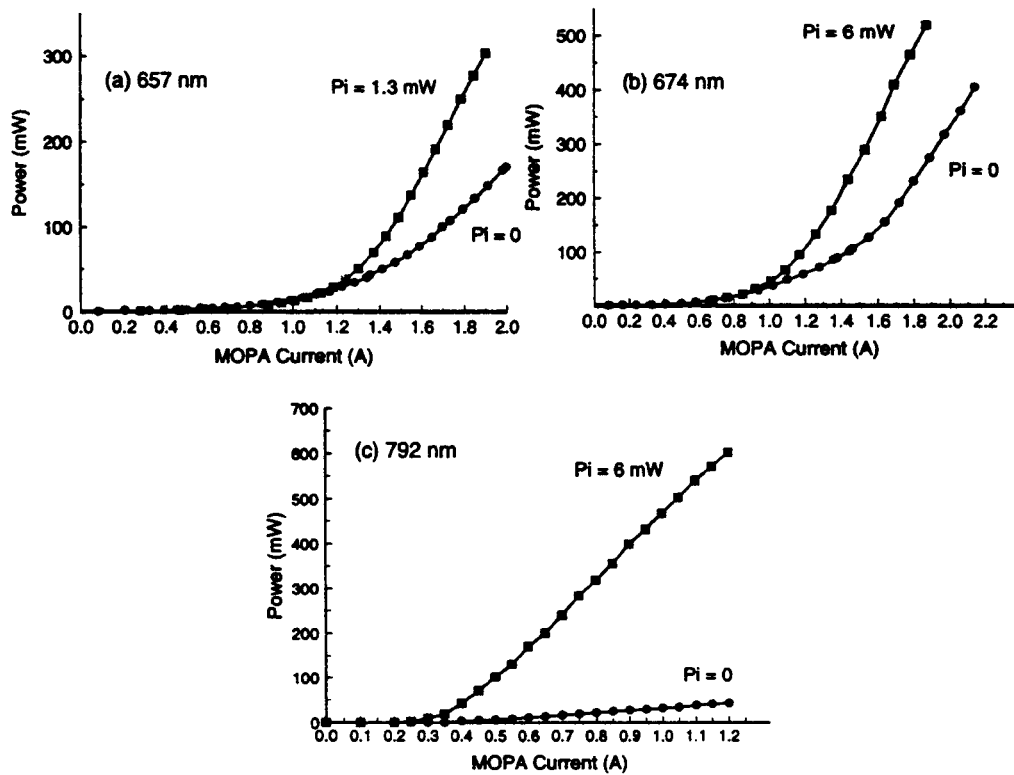 (a) 657 nm
Pi = 1.3 mW
Pi = 0
Power (mW)
300
200
100
0
0.0 0.2 0.4 0.6 0.8 1.0 1.2 1.4 1.6 1.8 2.0
MOPA Current (A)
(b) 674 nm
Pi = 6 mW
Pi = 0
Power (mW)
500
400
300
200
100
0
0.0 0.2 0.4 0.6 0.8 1.0 1.2 1.4 1.6 1.8 2.0 2.2
MOPA Current (A)
(c) 792 nm
Pi = 6 mW
Pi = 0
Power (mW)
700
600
500
400
300
200
100
0
0.0 0.1 0.2 0.3 0.4 0.5 0.6 0.7 0.8 0.9 1.0 1.1 1.2
MOPA Current (A)